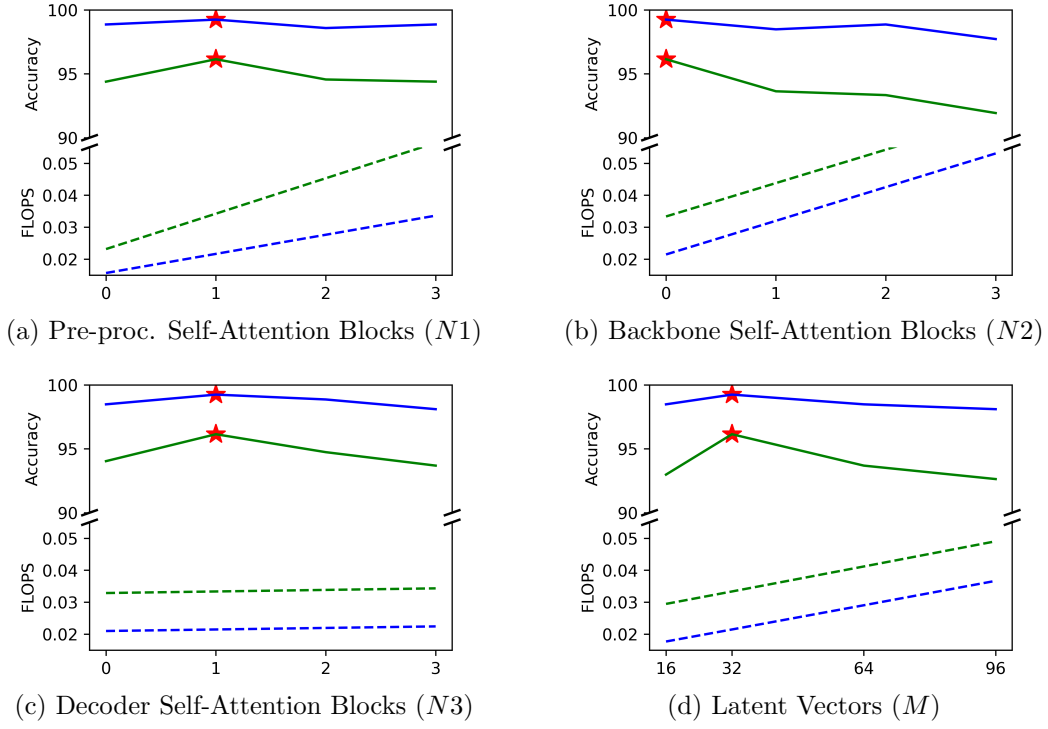 100
95
90
Accuracy
0.05
0.04
0.03
0.02
FLOPS
0 1 2 3
(a) Pre-proc. Self-Attention Blocks (N1)
100
95
90
Accuracy
0.05
0.04
0.03
0.02
FLOPS
0 1 2 3
(b) Backbone Self-Attention Blocks (N2)
100
95
90
Accuracy
0.05
0.04
0.03
0.02
FLOPS
0 1 2 3
(c) Decoder Self-Attention Blocks (N3)
100
95
90
Accuracy
0.05
0.04
0.03
0.02
FLOPS
16 32 64 96
(d) Latent Vectors (M)